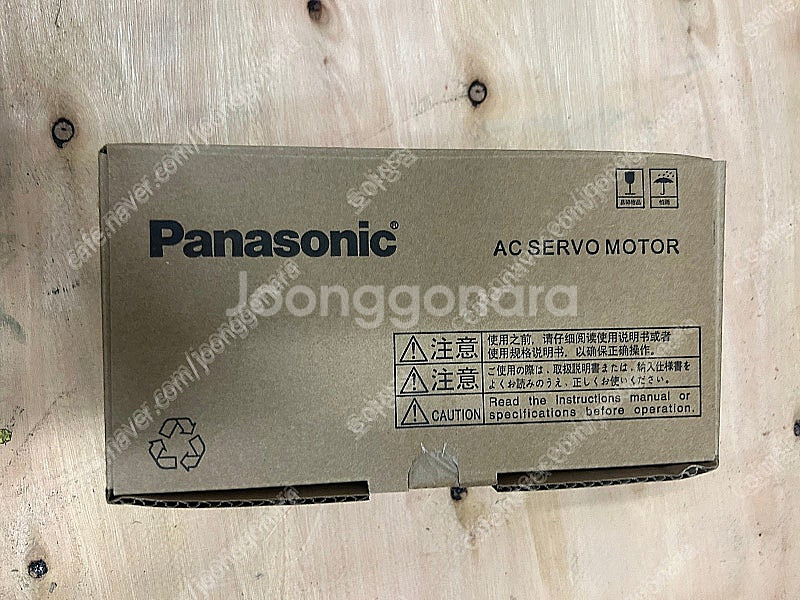 Panasonic®
AC SERVO MOTOR
Joonggonara
注意
使用之前，请仔细阅读使用说明书或者
使用规格说明书，以确保正确操作。
注意
ご使用の際は、取扱説明書または、納入仕様書を
よくお読みのうえ、正しくお使いください。
CAUTION
Read the instructions manual or
specifications before operation.
cafe.naver.com/joonggonara